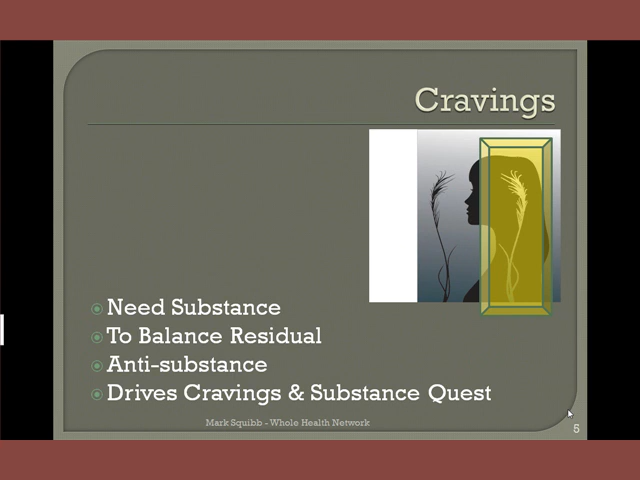 Cravings
Need Substance
To Balance Residual
Anti-substance
Drives Cravings & Substance Quest
Mark Squibb - Whole Health Network
5